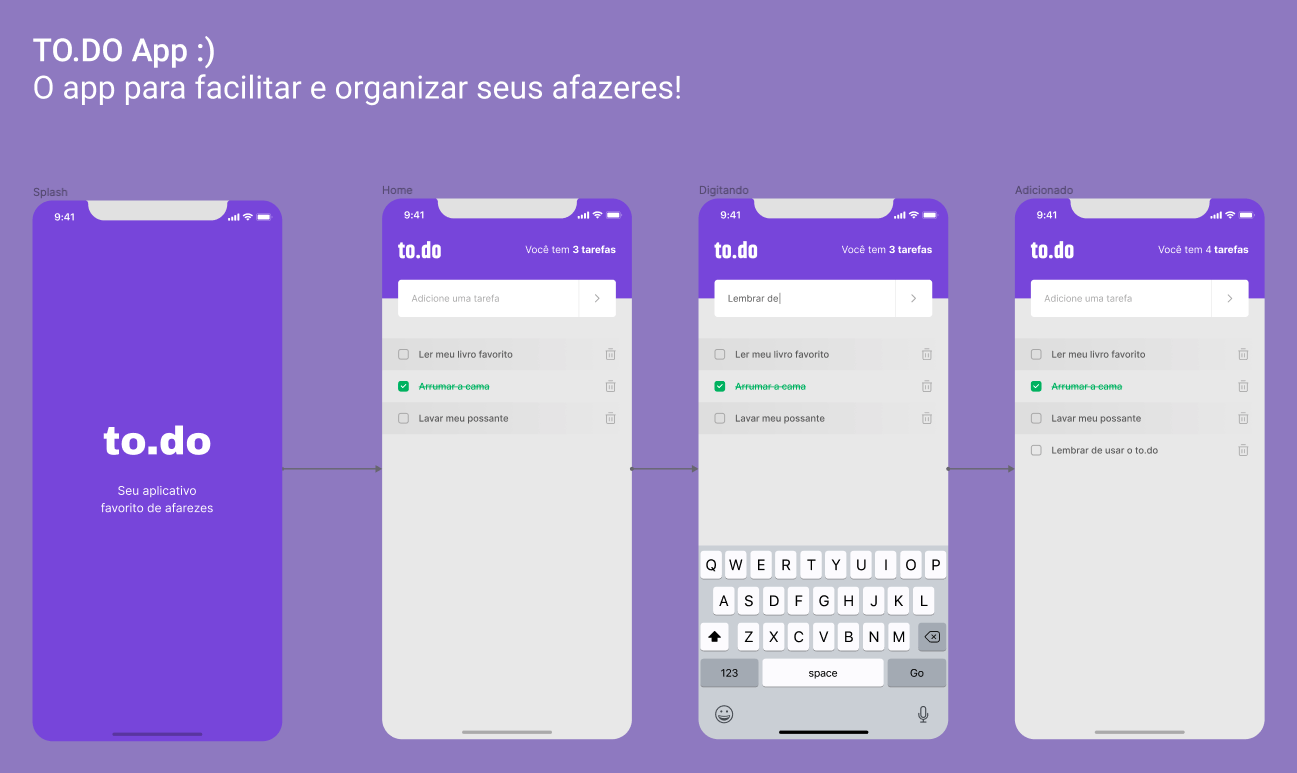 TO.DO App :)
O app para facilitar e organizar seus afazeres!
Splash
9:41
to.do
Seu aplicativo
favorito de afarezes
Home
9:41
to.do
Você tem 3 tarefas
Adicione uma tarefa
Ler meu livro favorito
Arrumar a cama
Lavar meu possante
Digitando
9:41
to.do
Você tem 3 tarefas
Lembrar de
Ler meu livro favorito
Arrumar a cama
Lavar meu possante
Q W E R T Y U I O P
A S D F G H J K L
Z X C V B N M
123 space Go
Adicionado
9:41
to.do
Você tem 4 tarefas
Adicione uma tarefa
Ler meu livro favorito
Arrumar a cama
Lavar meu possante
Lembrar de usar o to.do